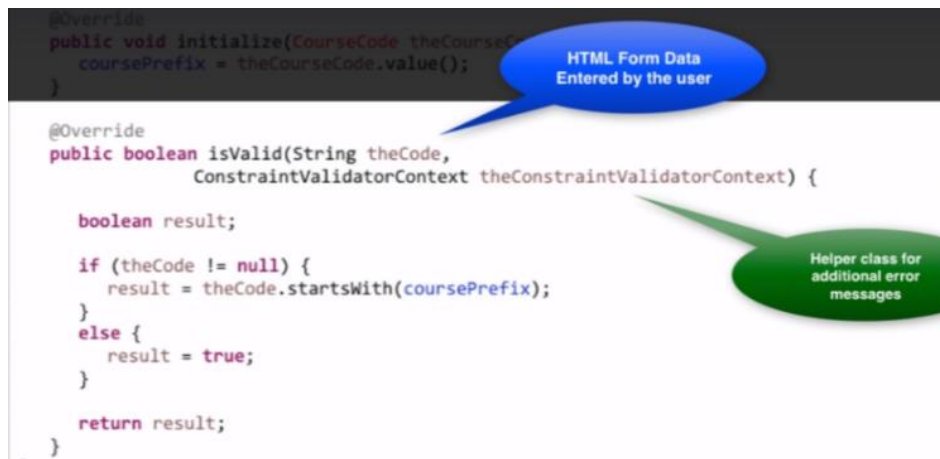 @Override
public void initialize(CourseCode theCourseC
coursePrefix = theCourseCode.value();
}
HTML Form Data
Entered by the user
@Override
public boolean isValid(String theCode,
ConstraintValidatorContext theConstraintValidatorContext) {
boolean result;
if (theCode != null) {
result = theCode.startsWith(coursePrefix);
}
else {
result = true;
}
return result;
}
Helper class for
additional error
messages